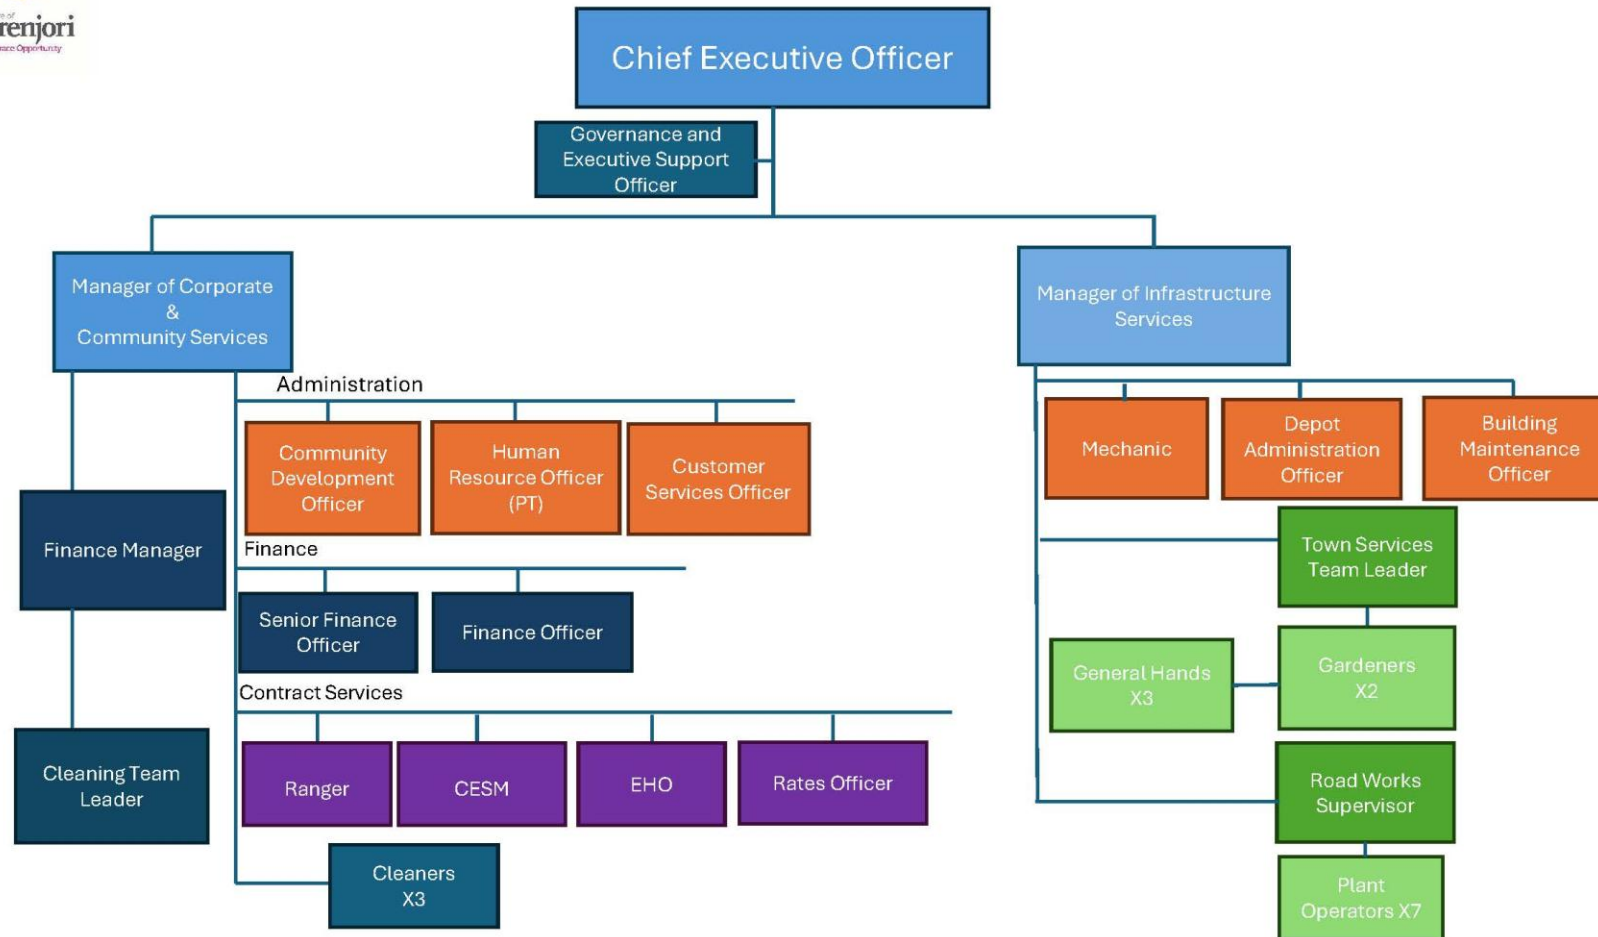 Chief Executive Officer
Governance and
Executive Support
Officer
Manager of Corporate
&
Community Services
Manager of Infrastructure
Services
Administration
Community
Development
Officer
Human
Resource Officer
(PT)
Customer
Services Officer
Mechanic
Depot
Administration
Officer
Building
Maintenance
Officer
Finance Manager
Finance
Senior Finance
Officer
Finance Officer
Town Services
Team Leader
General Hands
X3
Gardeners
X2
Contract Services
Cleaning Team
Leader
Ranger
CESM
EHO
Rates Officer
Road Works
Supervisor
Cleaners
X3
Plant
Operators X7